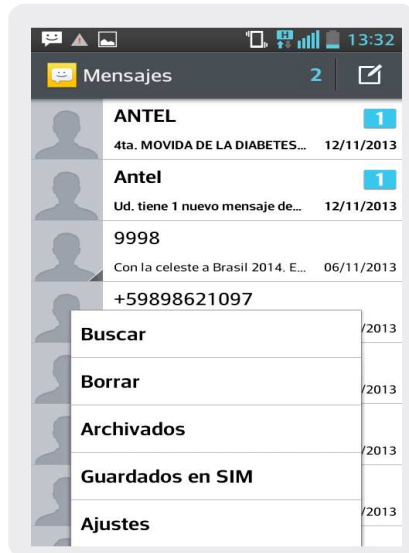 13:32
Mensajes 2
ANTEL 1
4ta. MOVIDA DE LA DIABETES... 12/11/2013
Antel 1
Ud. tiene 1 nuevo mensaje de... 12/11/2013
9998
Con la celeste a Brasil 2014. E... 06/11/2013
+59898621097
/2013
Buscar
/2013
Borrar
Archivados
/2013
Guardados en SIM
/2013
Ajustes